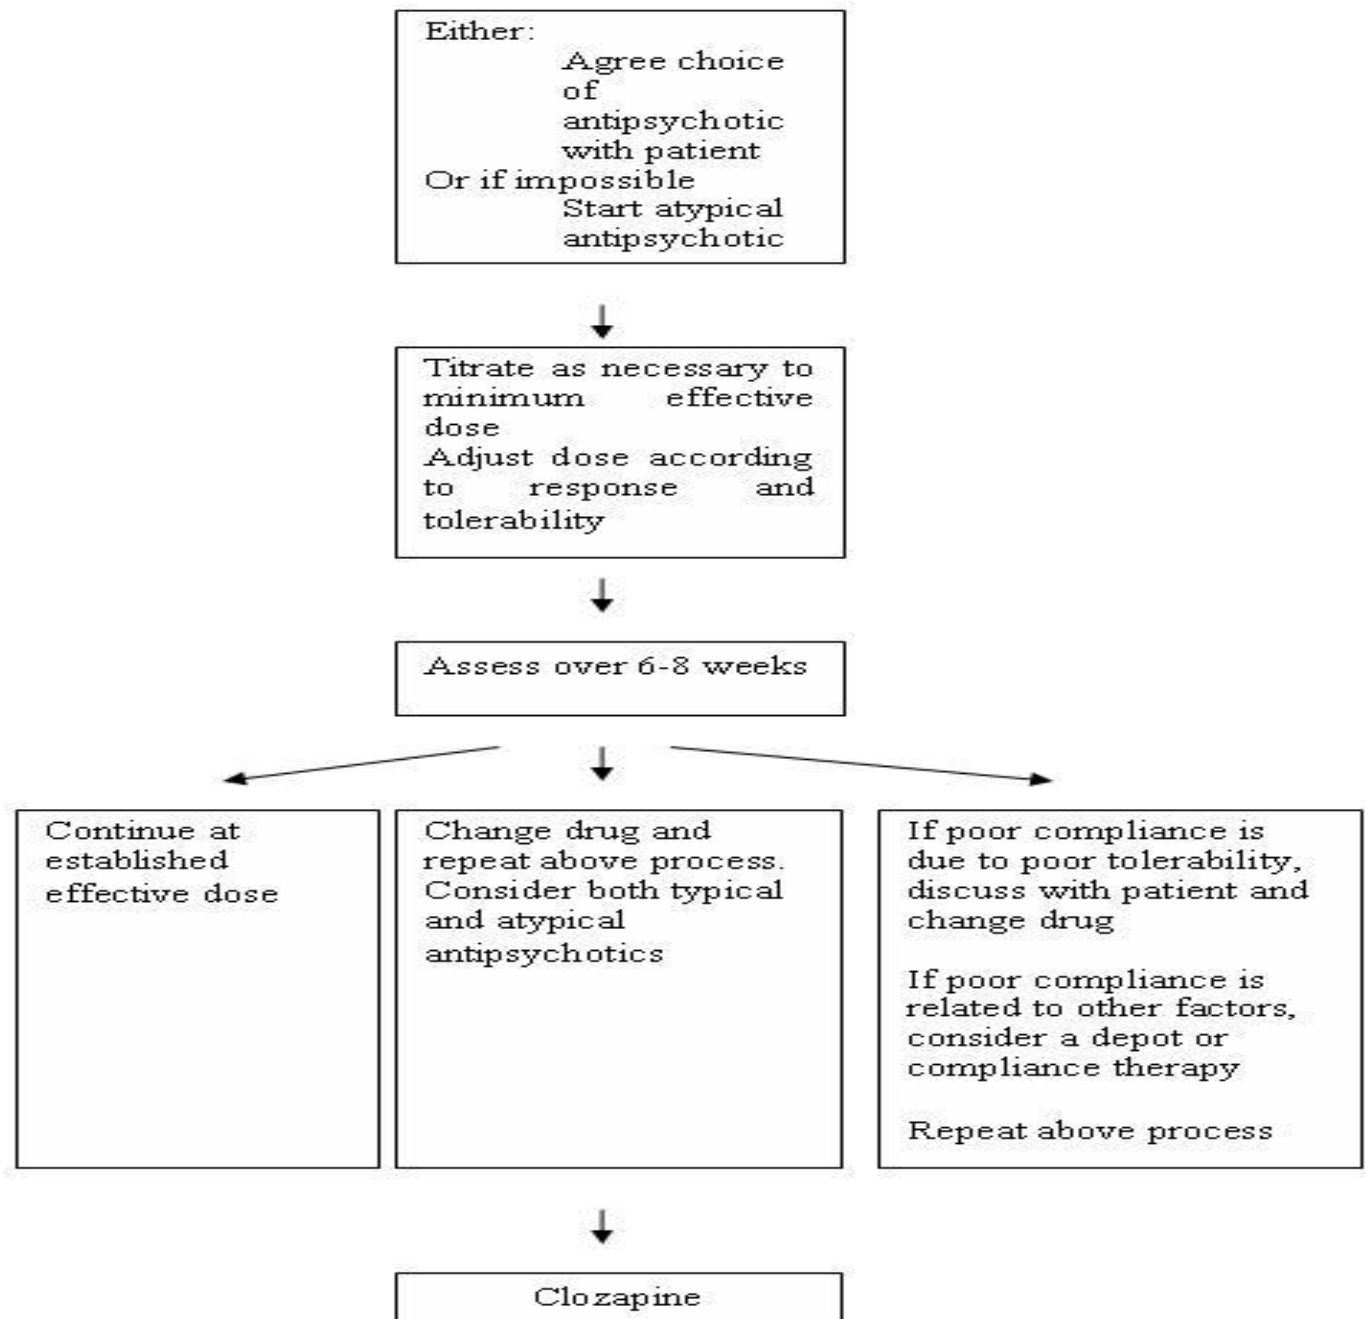 Either:
Agree choice
of
antipsychotic
with patient
Or if impossible
Start atypical
antipsychotic
Titrate as necessary to
minimum effective
dose
Adjust dose according
to response and
tolerability
Assess over 6-8 weeks
Continue at
established
effective dose
Change drug and
repeat above process.
Consider both typical
and atypical
antipsychotics
If poor compliance is
due to poor tolerability,
discuss with patient and
change drug
If poor compliance is
related to other factors,
consider a depot or
compliance therapy
Repeat above process
Clozapine